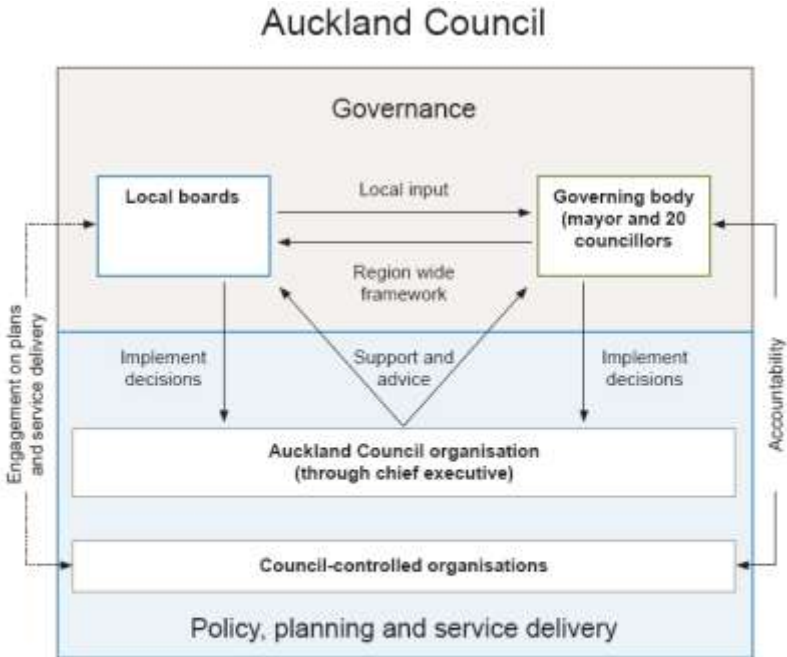 Auckland Council
Governance
Local boards
Local input
Governing body
(mayor and 20
councillors
Region wide
framework
Engagement on plans
and service delivery
Implement
decisions
Support and
advice
Implement
decisions
Accountability
Auckland Council organisation
(through chief executive)
Council-controlled organisations
Policy, planning and service delivery